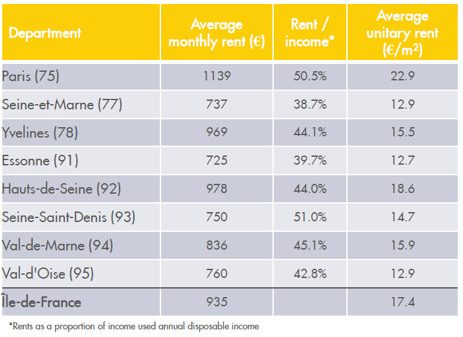 Department Average monthly rent (€) Rent / income* Average unitary rent (€/m²)
Paris (75) 1139 50.5% 22.9
Seine-et-Marne (77) 737 38.7% 12.9
Yvelines (78) 969 44.1% 15.5
Essonne (91) 725 39.7% 12.7
Hauts-de-Seine (92) 978 44.0% 18.6
Seine-Saint-Denis (93) 750 51.0% 14.7
Val-de-Marne (94) 836 45.1% 15.9
Val-d'Oise (95) 760 42.8% 12.9
Île-de-France 935 17.4
*Rents as a proportion of income used annual disposable income